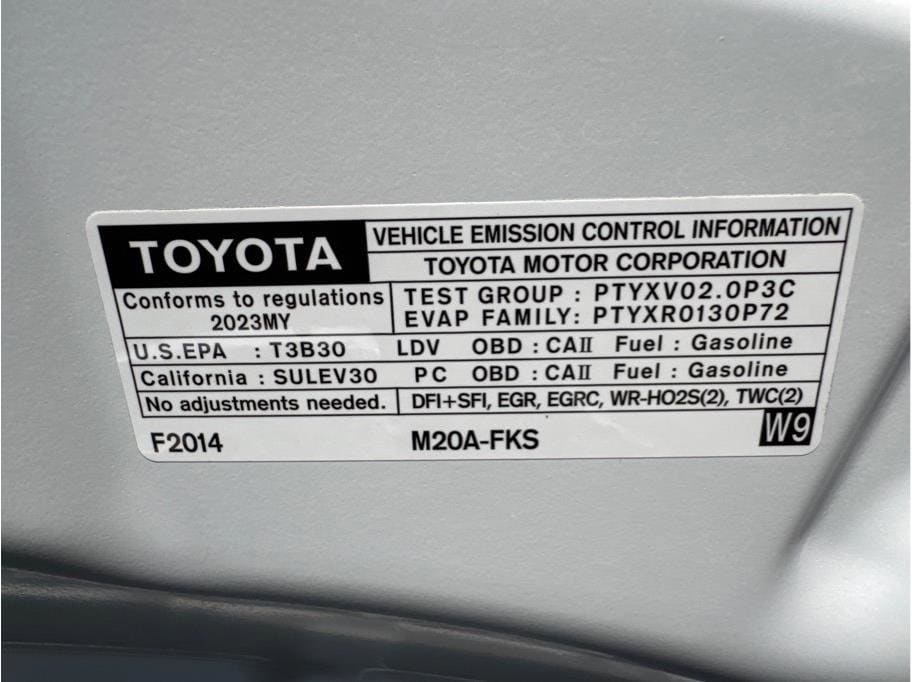 TOYOTA
VEHICLE EMISSION CONTROL INFORMATION
TOYOTA MOTOR CORPORATION
Conforms to regulations
2023MY
TEST GROUP : PTYXV02.0P3C
EVAP FAMILY: PTYXR0130P72
U.S.EPA : T3B30 LDV OBD : CAII Fuel : Gasoline
California : SULEV30 PC OBD : CAII Fuel : Gasoline
No adjustments needed. DFI+SFI, EGR, EGRC, WR-HO2S(2), TWC(2)
F2014 M20A-FKS W9